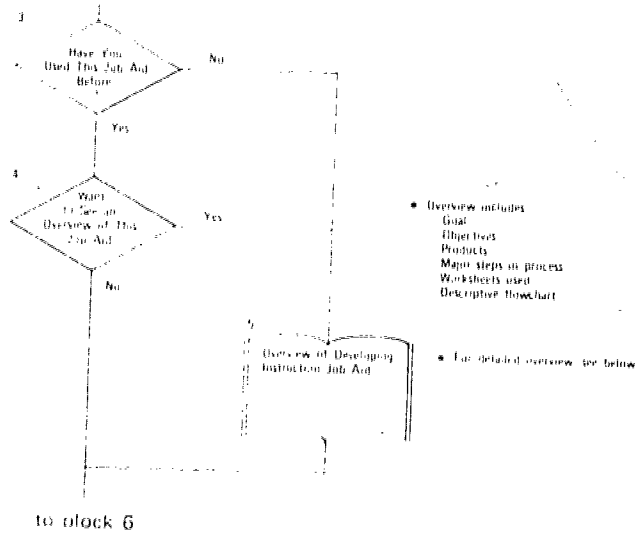 3
Have You
Used This Job Aid
Before
No
Yes
4
Want
to See an
Overview of This
Job Aid
Yes
No
• Overview includes
Goal
Objectives
Products
Major steps in process
Worksheets used
Descriptive flowchart
5
Overview of Developing
Instruction Job Aid
• For detailed overview, see below
to block 6